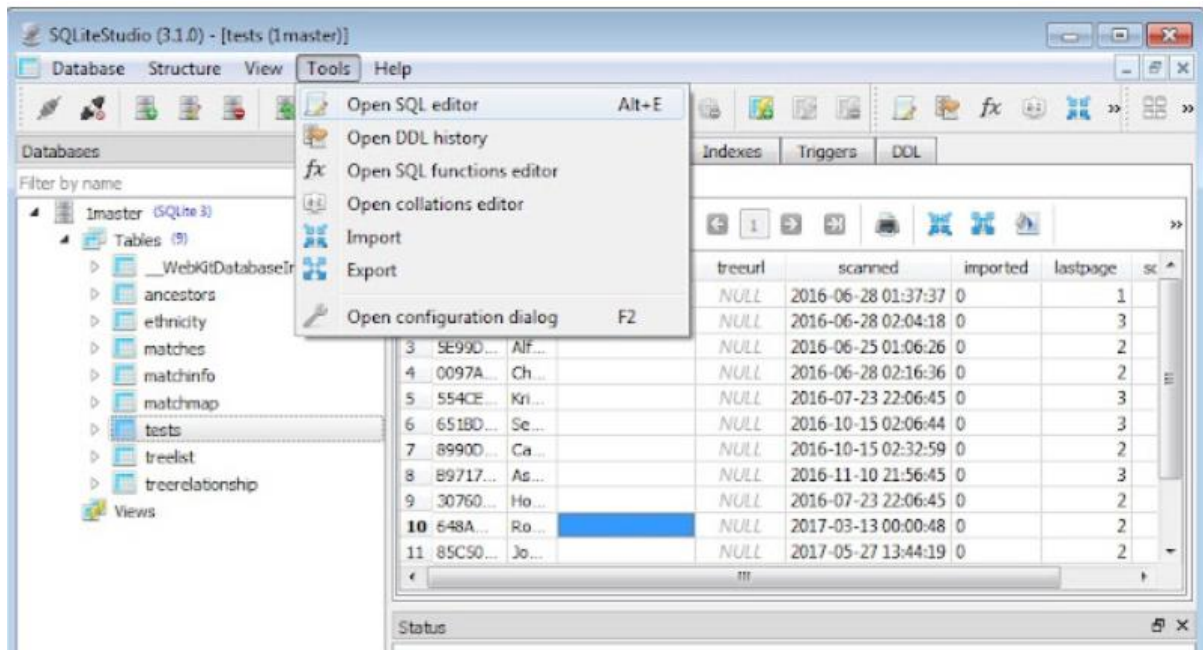 SQLiteStudio (3.1.0) - [tests (1master)]
Database Structure View Tools Help
Open SQL editor Alt+E
Open DDL history
fx Open SQL functions editor
Open collations editor
Import
Export
Open configuration dialog F2
fx » »
Databases
Filter by name
1master (SQLite 3)
Tables (9)
__WebKitDatabaseIn
ancestors
ethnicity
matches
matchinfo
matchmap
tests
treelist
treerelationship
Views
Indexes Triggers DDL
1 »
treeurl scanned imported lastpage sc
NULL 2016-06-28 01:37:37 0 1
NULL 2016-06-28 02:04:18 0 3
3 5E99D... Alf... NULL 2016-06-25 01:06:26 0 2
4 0097A... Ch... NULL 2016-06-28 02:16:36 0 2
5 554CE... Kri... NULL 2016-07-23 22:06:45 0 3
6 651BD... Se... NULL 2016-10-15 02:06:44 0 3
7 8990D... Ca... NULL 2016-10-15 02:32:59 0 2
8 B9717... As... NULL 2016-11-10 21:56:45 0 3
9 30760... Ho... NULL 2016-07-23 22:06:45 0 2
10 648A... Ro... NULL 2017-03-13 00:00:48 0 2
11 85C50... Jo... NULL 2017-05-27 13:44:19 0 2
Status